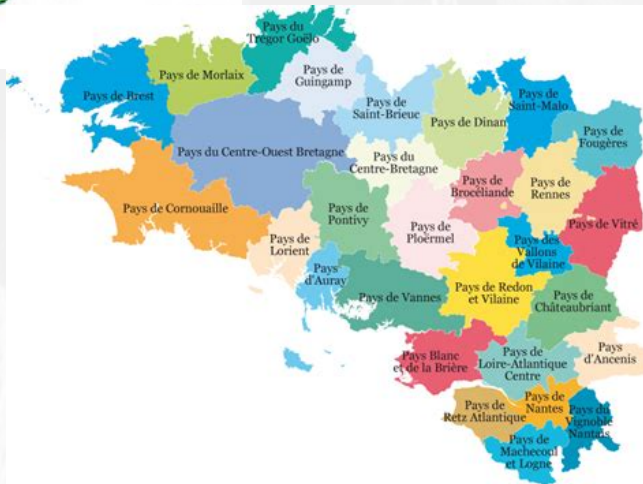 Pays du
Trégor Goëlo
Pays de Morlaix
Pays de
Guingamp
Pays de Brest
Pays de
Saint-Brieuc
Pays de Dinan
Pays de
Saint-Malo
Pays de
Fougères
Pays du Centre-Ouest Bretagne
Pays du
Centre-Bretagne
Pays de
Brocéliande
Pays de
Rennes
Pays de Cornouaille
Pays de
Pontivy
Pays de
Ploërmel
Pays de Vitré
Pays de
Lorient
Pays des
Vallons
de Vilaine
Pays
d'Auray
Pays de Vannes
Pays de Redon
et Vilaine
Pays de
Châteaubriant
Pays Blanc
et de la Brière
Pays de
Loire-Atlantique
Centre
Pays
d'Ancenis
Pays de
Retz Atlantique
Pays de
Nantes
Pays du
Vignoble
Nantais
Pays de
Machecoul
et Logne